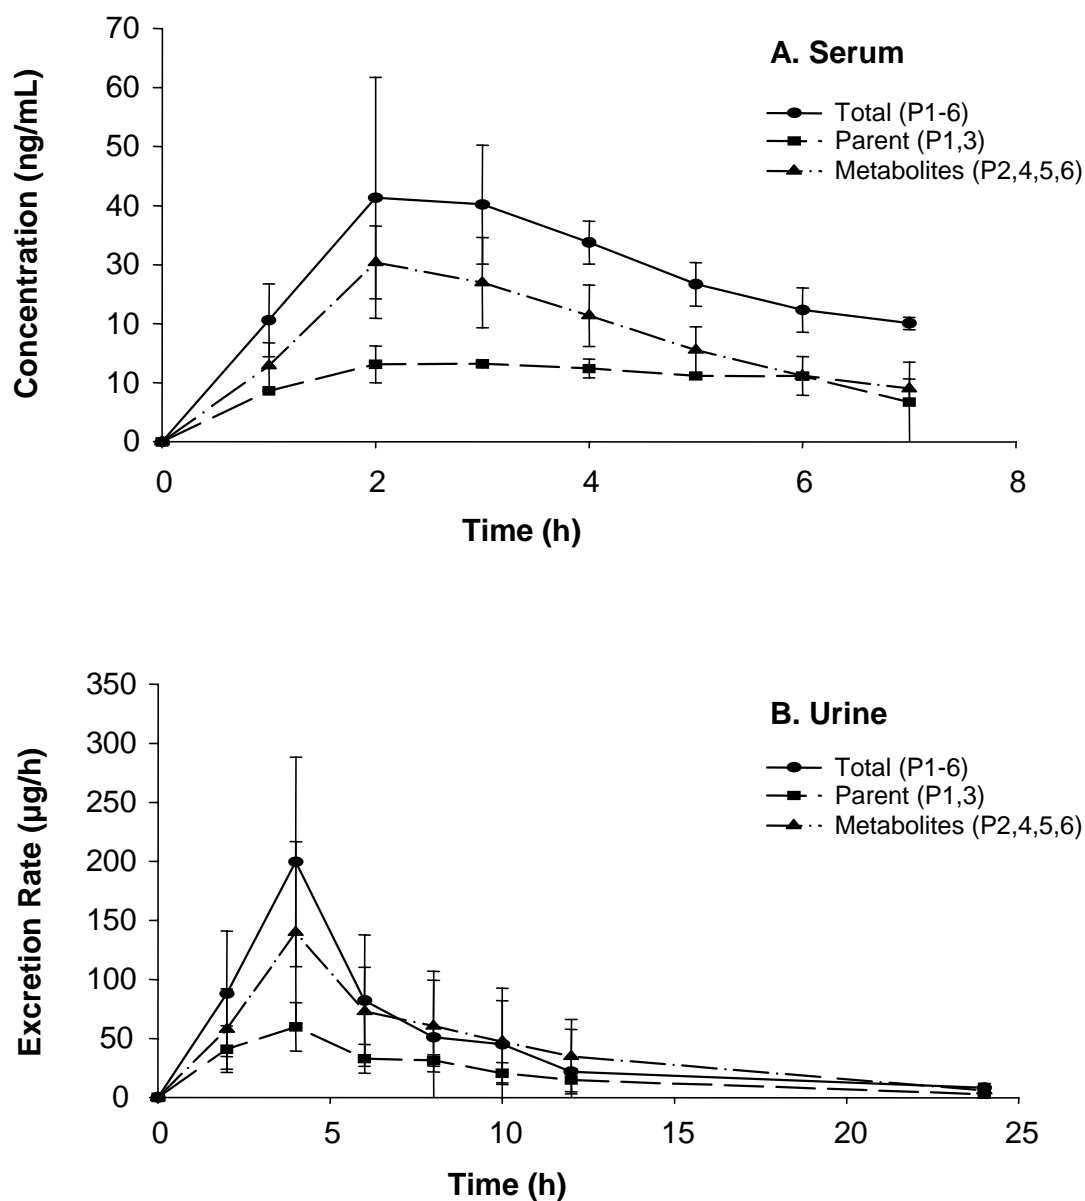 70
60
50
40
30
10
10
0
Concentration (ng/mL)
A. Serum
Total (P1-6)
Parent (P1,3)
Metabolites (P2,4,5,6)
0 2 4 6 8
Time (h)
350
300
250
200
150
100
50
0
Excretion Rate (µg/h)
B. Urine
Total (P1-6)
Parent (P1,3)
Metabolites (P2,4,5,6)
0 5 10 15 20 25
Time (h)